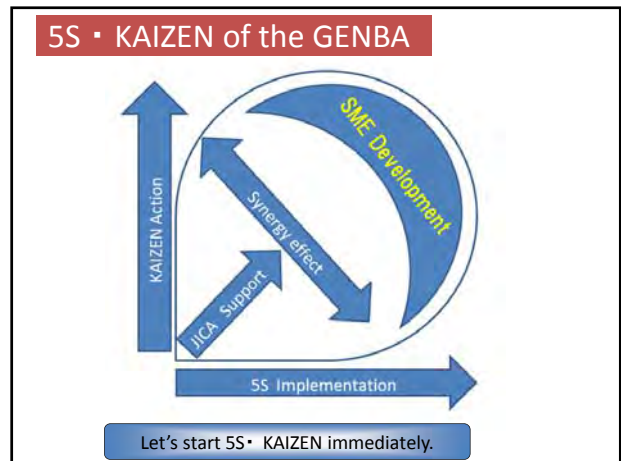 5S・KAIZEN of the GENBA
SME Development
KAIZEN Action
Synergy effect
JICA Support
5S Implementation
Let's start 5S・ KAIZEN immediately.